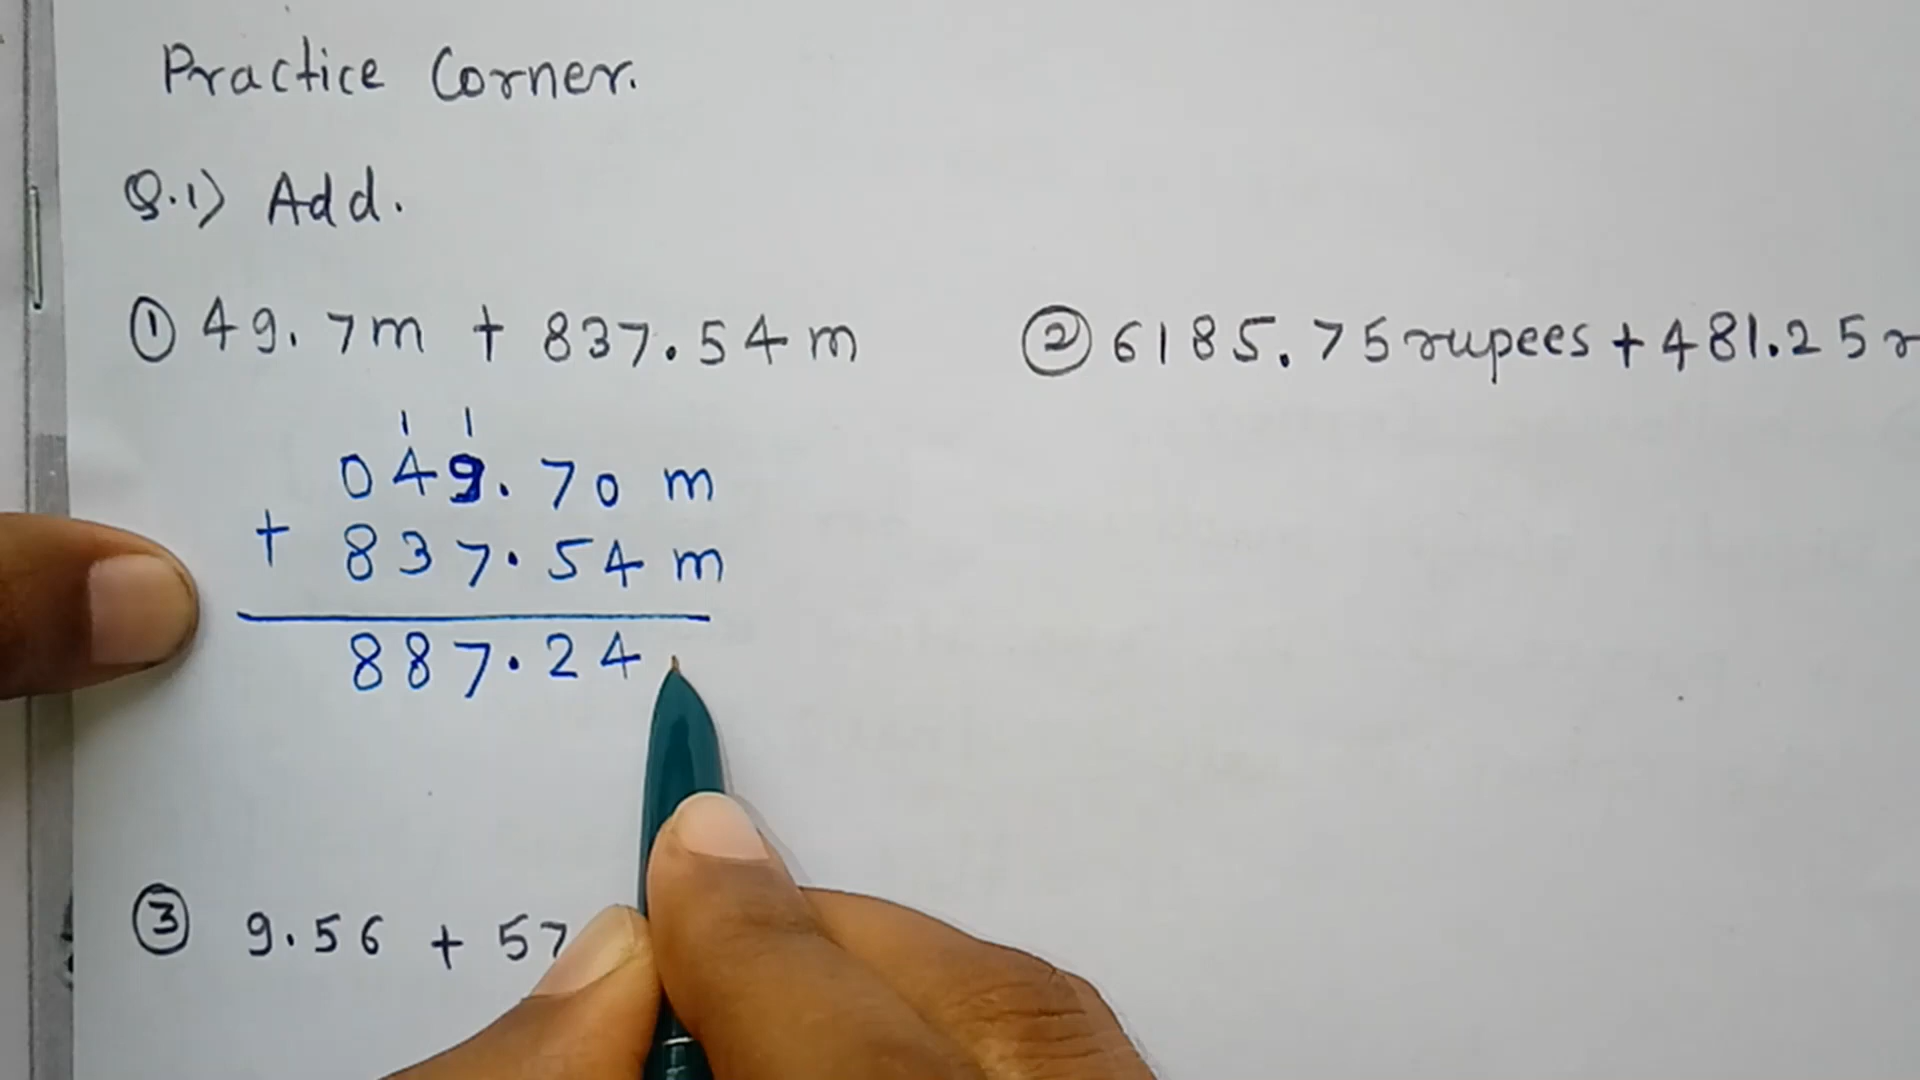 Practice Corner.
Q.1) Add.
① 49.7m + 837.54m
② 6185.75 rupees + 481.25 r
1 1
049.70 m
+ 837.54 m
887.24
③ 9.56 + 57